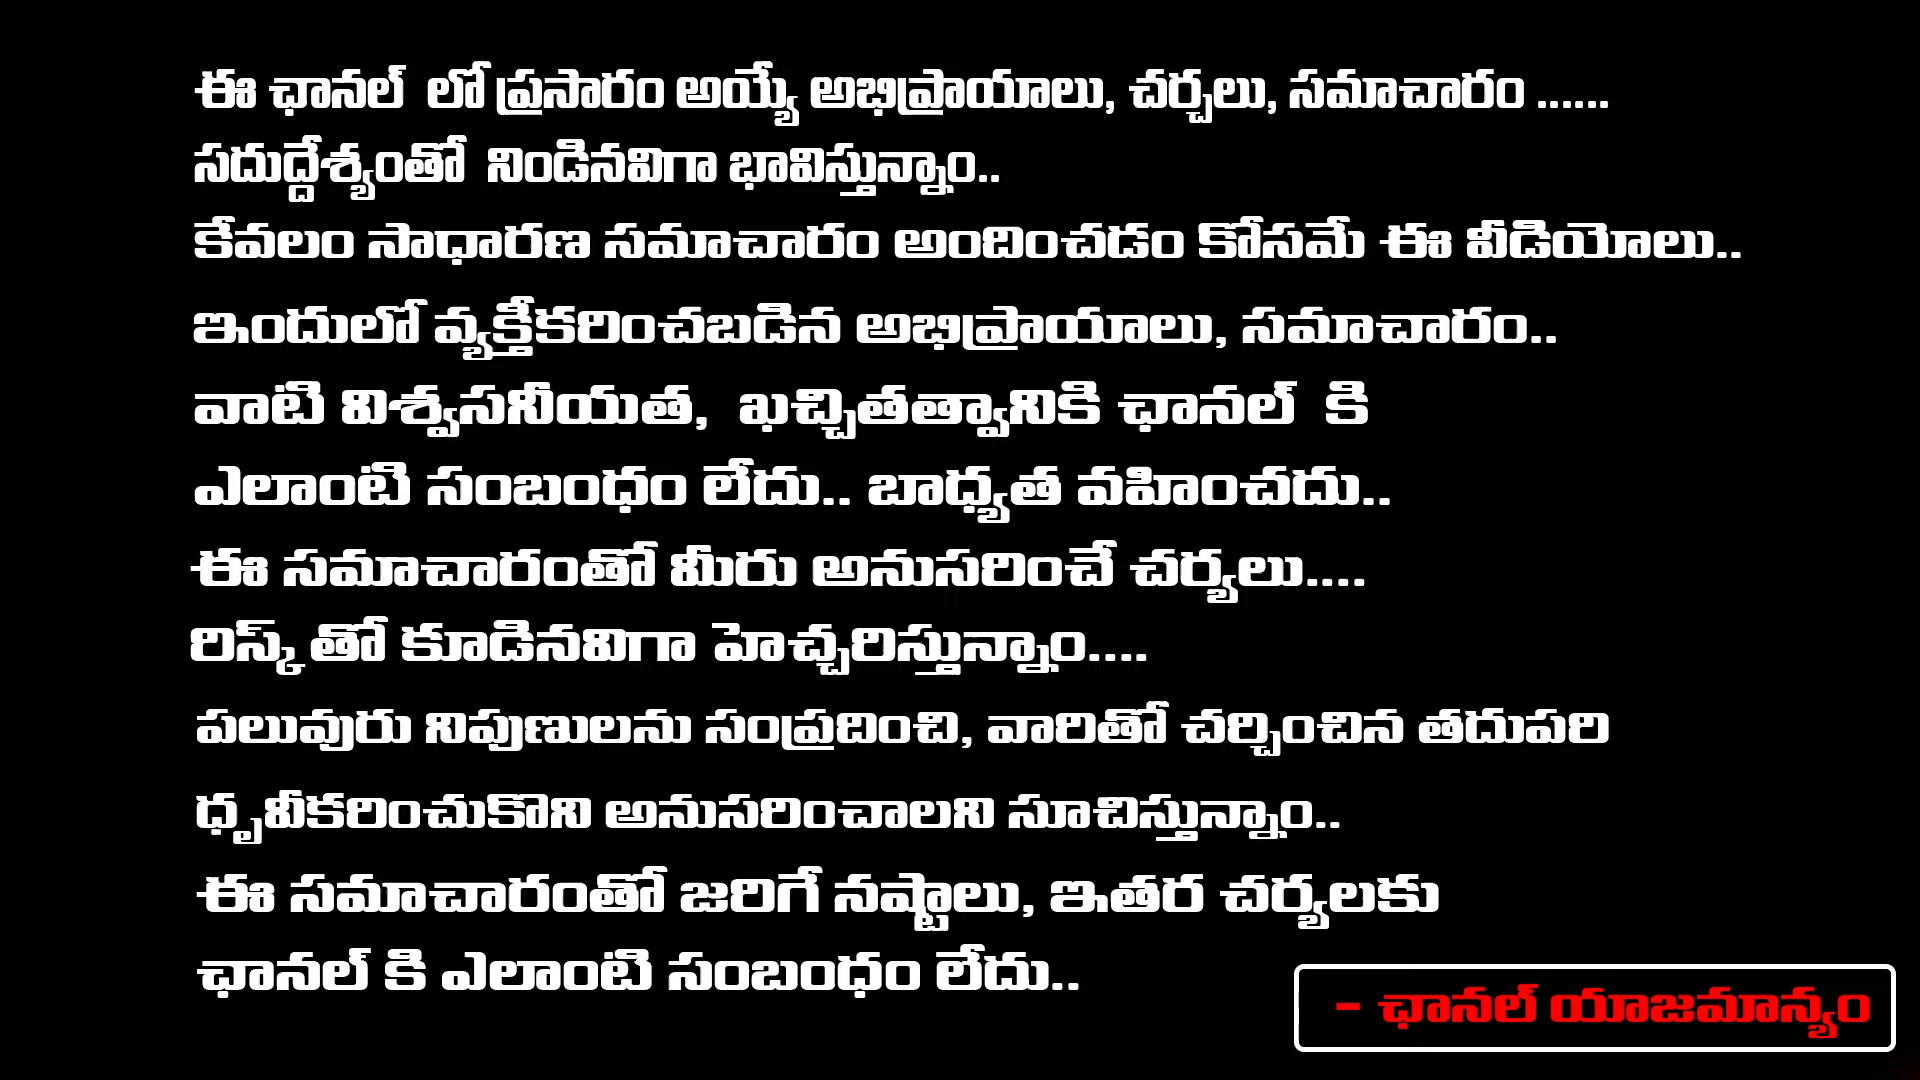 ఈ ఛానల్ లో ప్రసారం అయ్యే అభిప్రాయాలు, చర్చలు, సమాచారం ......
సదుద్దేశ్యంతో నిండినవిగా భావిస్తున్నాం..
కేవలం సాధారణ సమాచారం అందించడం కోసమే ఈ వీడియోలు..
ఇందులో వ్యక్తీకరించబడిన అభిప్రాయాలు, సమాచారం..
వాటి విశ్వసనీయత, ఖచ్చితత్వానికి ఛానల్ కి
ఎలాంటి సంబంధం లేదు.. బాధ్యత వహించదు..
ఈ సమాచారంతో మీరు అనుసరించే చర్యలు....
రిస్క్ తో కూడినవిగా హెచ్చరిస్తున్నాం....
పలువురు నిపుణులను సంప్రదించి, వారితో చర్చించిన తదుపరి
ధృవీకరించుకొని అనుసరించాలని సూచిస్తున్నాం..
ఈ సమాచారంతో జరిగే నష్టాలు, ఇతర చర్యలకు
ఛానల్ కి ఎలాంటి సంబంధం లేదు..
- ఛానల్ యాజమాన్యం